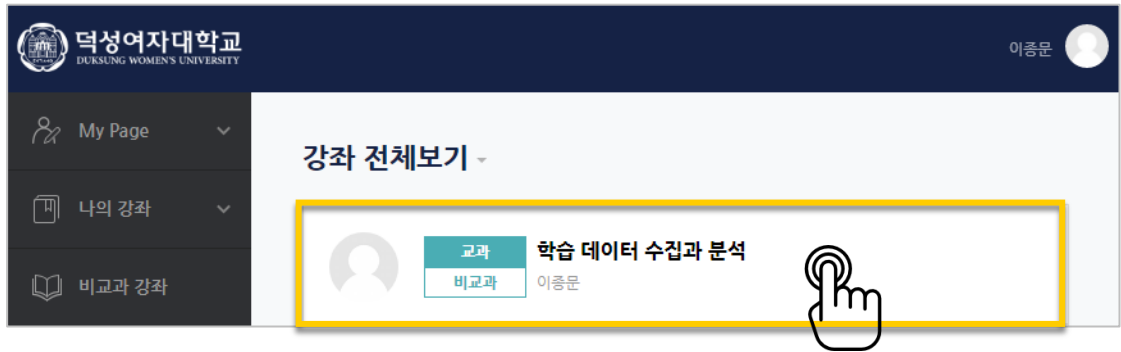 덕성여자대학교
DUKSUNG WOMEN'S UNIVERSITY
이종문
My Page
나의 강좌
비교과 강좌
강좌 전체보기
교과
학습 데이터 수집과 분석
비교과
이종문